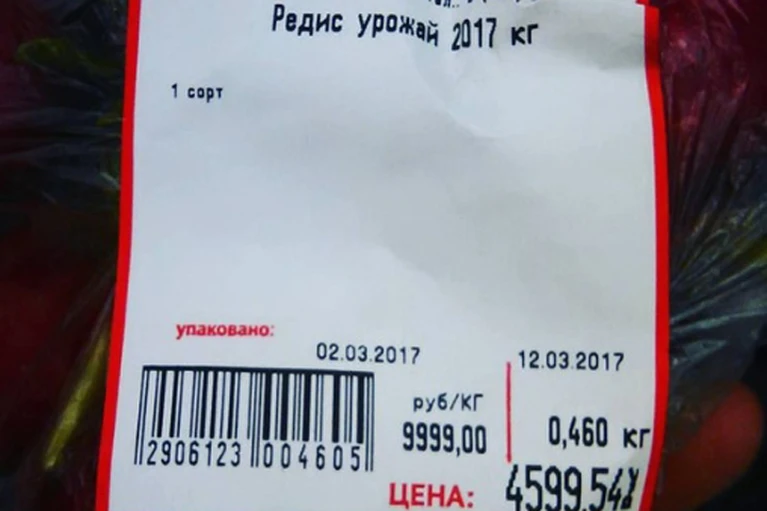 Редис урожай 2017 кг
1 сорт
упаковано:
02.03.2017
12.03.2017
руб/КГ
9999,00
0,460 кг
2906123 004605
ЦЕНА: 4599.54